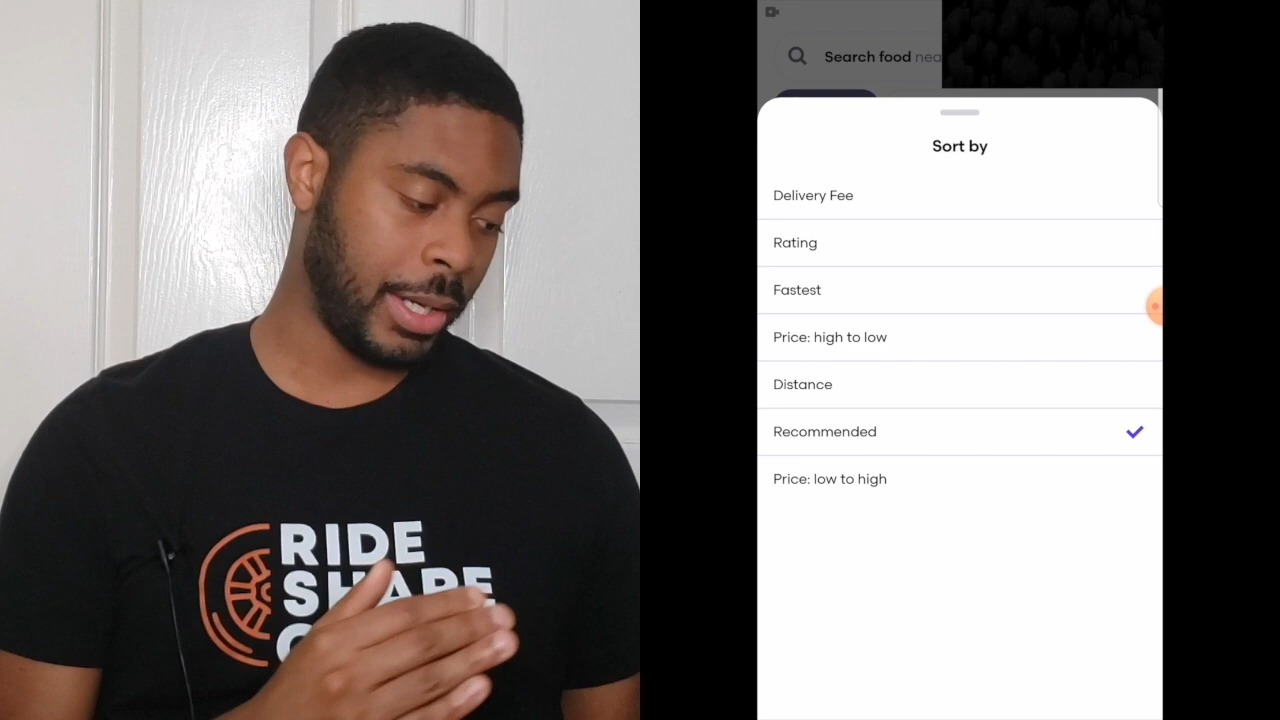 RIDE
SHARE
Search food nea
Sort by
Delivery Fee
Rating
Fastest
Price: high to low
Distance
Recommended
Price: low to high